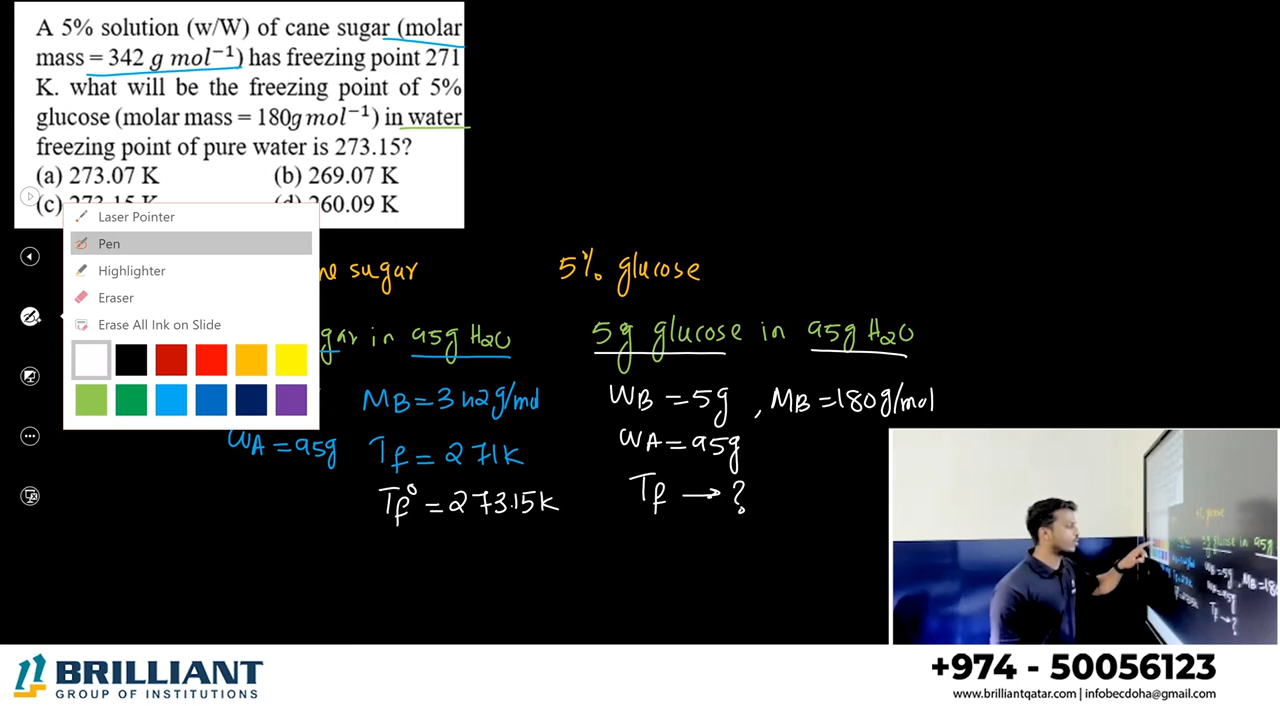 A 5% solution (w/W) of cane sugar (molar
mass = 342 g mol⁻¹) has freezing point 271
K. what will be the freezing point of 5%
glucose (molar mass = 180g mol⁻¹) in water
freezing point of pure water is 273.15?
(a) 273.07 K (b) 269.07 K
(c) 273.15 K (d) 260.09 K
Laser Pointer
Pen
Highlighter
Eraser
Erase All Ink on Slide
ne sugar 5% glucose
gar in 95g H2O 5g glucose in 95g H2O
MB = 342g/mol WB = 5g , MB = 180g/mol
WA = 95g Tf = 271K WA = 95g
Tf° = 273.15K Tf → ?
BRILLIANT
GROUP OF INSTITUTIONS
+974 - 50056123
www.brilliantqatar.com | infobecdoha@gmail.com